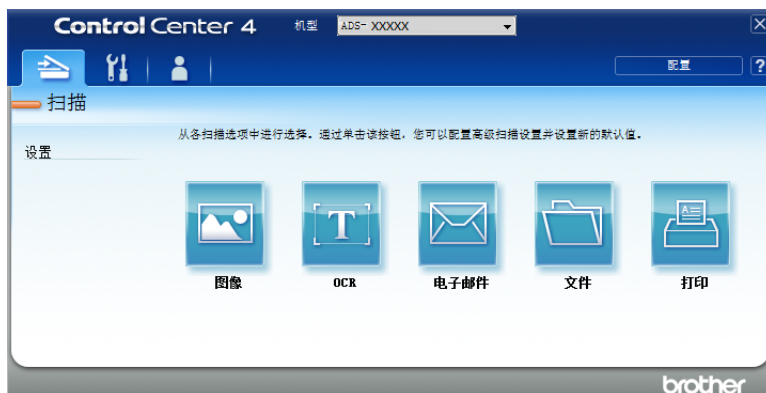 Control Center 4 机型 ADS- XXXXX
配置 ?
扫描
从各扫描选项中进行选择。通过单击该按钮，您可以配置高级扫描设置并设置新的默认值。
设置
T A
图像 OCR 电子邮件 文件 打印
brother